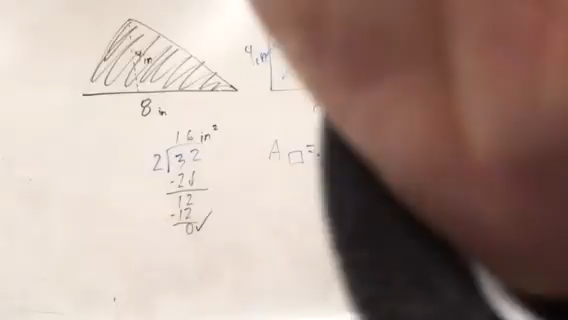 4 in
4 in
8 in
16 in²
2)32
-2↓
12
-12
0✓
A □ =